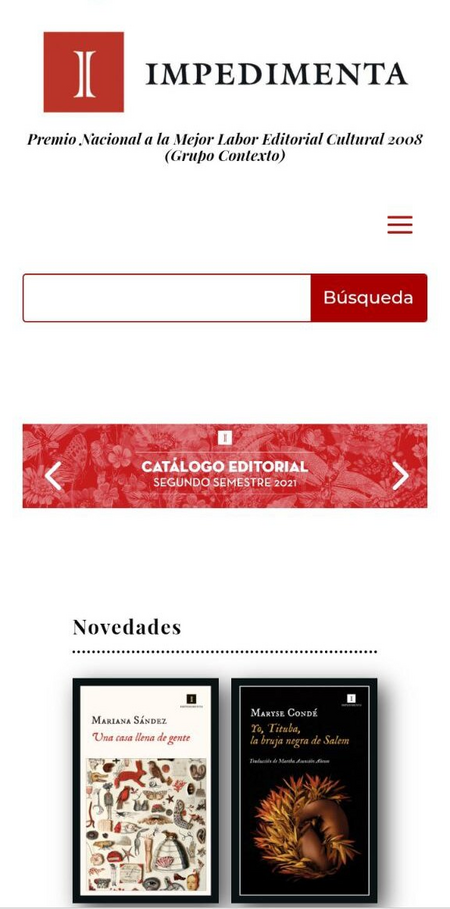 IMPEDIMENTA
Premio Nacional a la Mejor Labor Editorial Cultural 2008
(Grupo Contexto)
Búsqueda
CATÁLOGO EDITORIAL
SEGUNDO SEMESTRE 2021
Novedades
Mariana Sández
Una casa llena de gente
IMPEDIMENTA
Maryse Condé
Yo, Tituba,
la bruja negra de Salem
Traducción de Martha Asunción Alonso